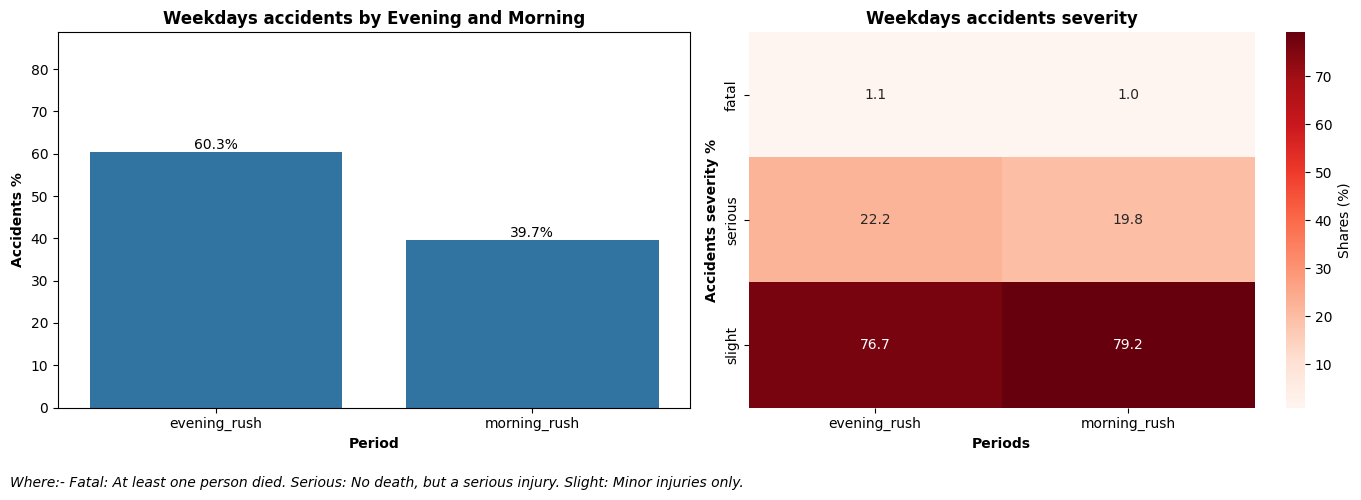 Weekdays accidents by Evening and Morning
Accidents %
80
70
60
50
40
30
20
10
0
60.3%
39.7%
evening_rush
morning_rush
Period
Weekdays accidents severity
Accidents severity %
fatal
serious
slight
1.1
1.0
22.2
19.8
76.7
79.2
evening_rush
morning_rush
Periods
70
60
50
40
30
20
10
Shares (%)
Where:- Fatal: At least one person died. Serious: No death, but a serious injury. Slight: Minor injuries only.